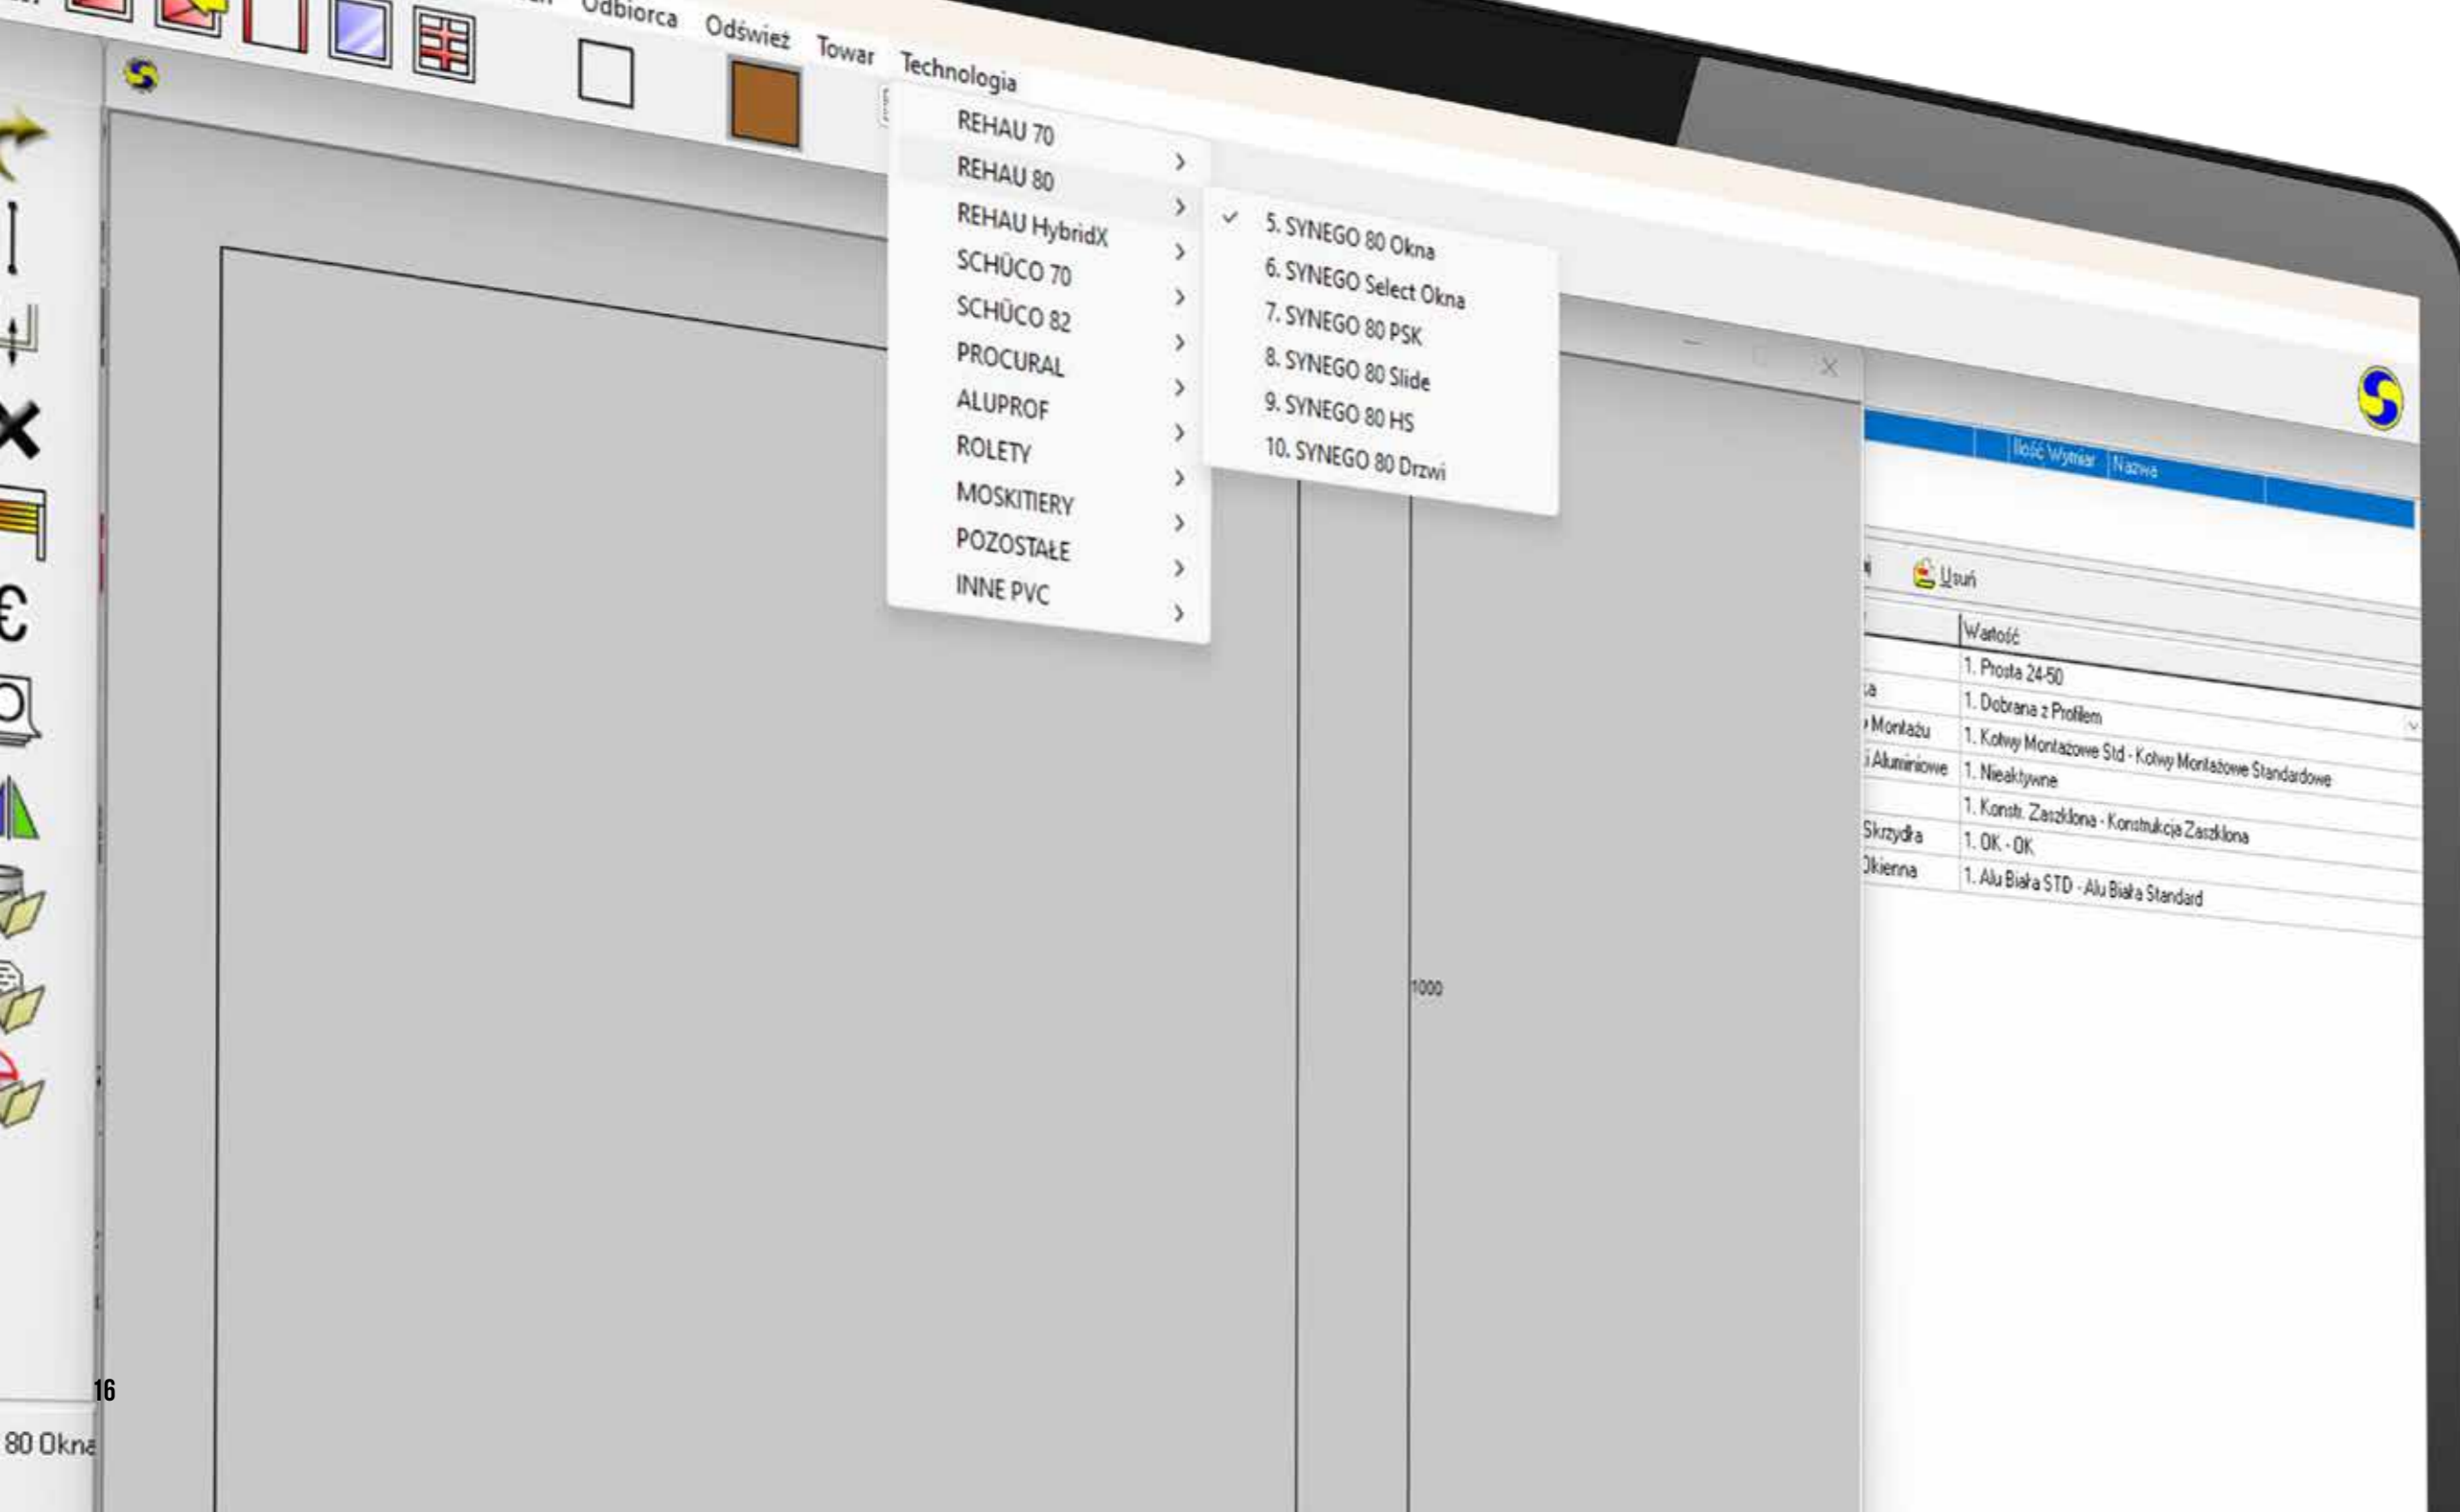 Odbiorca Odśwież Towar Technologia
REHAU 70
REHAU 80
REHAU HybridX
SCHÜCO 70
SCHÜCO 82
PROCURAL
ALUPROF
ROLETY
MOSKITIERY
POZOSTAŁE
INNE PVC
5. SYNEGO 80 Okna
6. SYNEGO Select Okna
7. SYNEGO 80 PSK
8. SYNEGO 80 Slide
9. SYNEGO 80 HS
10. SYNEGO 80 Drzwi
Ilość Wymiar Nazwa
Usuń
Wartość
1. Prosta 24-50
1. Dobrana z Profilem
Montażu 1. Kotwy Montażowe Std - Kotwy Montażowe Standardowe
i Aluminiowe 1. Nieaktywne
1. Konstr. Zaszklona - Konstrukcja Zaszklona
Skrzydła 1. OK - OK
1. Alu Biała STD - Alu Biała Standard
1000
16
80 Okna